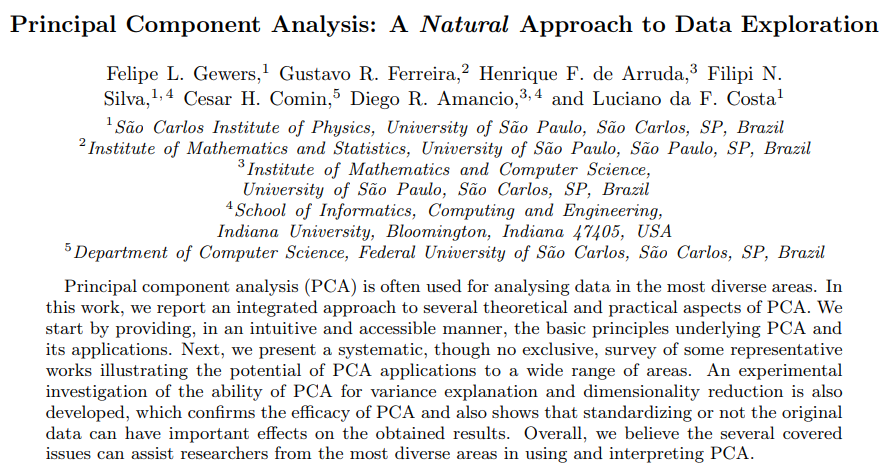 Principal Component Analysis: A Natural Approach to Data Exploration
Felipe L. Gewers,¹ Gustavo R. Ferreira,² Henrique F. de Arruda,³ Filipi N.
Silva,¹,⁴ Cesar H. Comin,⁵ Diego R. Amancio,³,⁴ and Luciano da F. Costa¹
¹São Carlos Institute of Physics, University of São Paulo, São Carlos, SP, Brazil
²Institute of Mathematics and Statistics, University of São Paulo, São Paulo, SP, Brazil
³Institute of Mathematics and Computer Science,
University of São Paulo, São Carlos, SP, Brazil
⁴School of Informatics, Computing and Engineering,
Indiana University, Bloomington, Indiana 47405, USA
⁵Department of Computer Science, Federal University of São Carlos, São Carlos, SP, Brazil
Principal component analysis (PCA) is often used for analysing data in the most diverse areas. In
this work, we report an integrated approach to several theoretical and practical aspects of PCA. We
start by providing, in an intuitive and accessible manner, the basic principles underlying PCA and
its applications. Next, we present a systematic, though no exclusive, survey of some representative
works illustrating the potential of PCA applications to a wide range of areas. An experimental
investigation of the ability of PCA for variance explanation and dimensionality reduction is also
developed, which confirms the efficacy of PCA and also shows that standardizing or not the original
data can have important effects on the obtained results. Overall, we believe the several covered
issues can assist researchers from the most diverse areas in using and interpreting PCA.